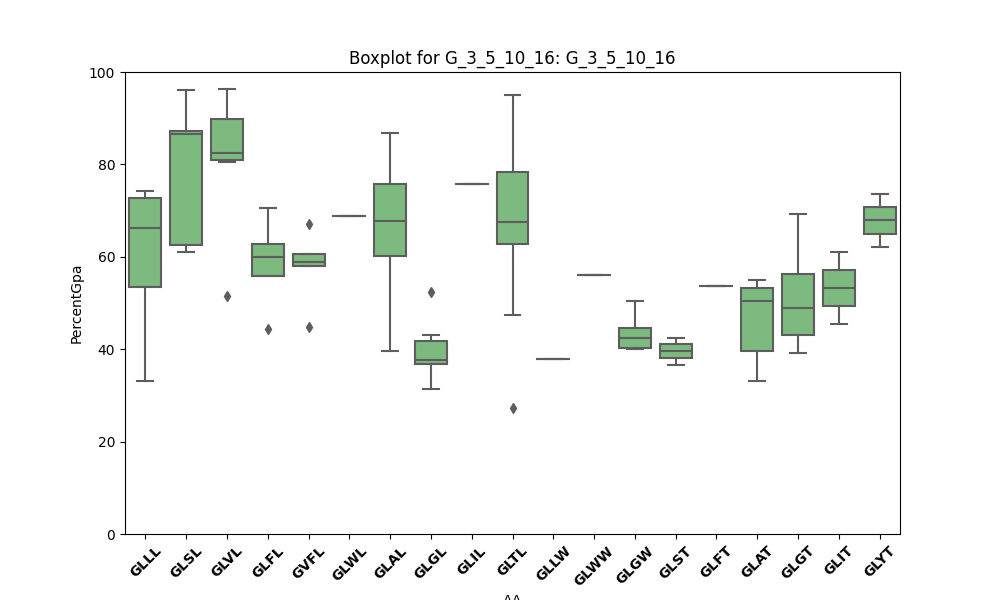 Boxplot for G_3_5_10_16: G_3_5_10_16
100
80
60
40
20
0
PercentGpa
GLLL GLSL GLVL GLFL GVFL GLWL GLAL GLGL GLIL GLTL GLLW GLWW GLGW GLST GLFT GLAT GLGT GLIT GLYT
AA